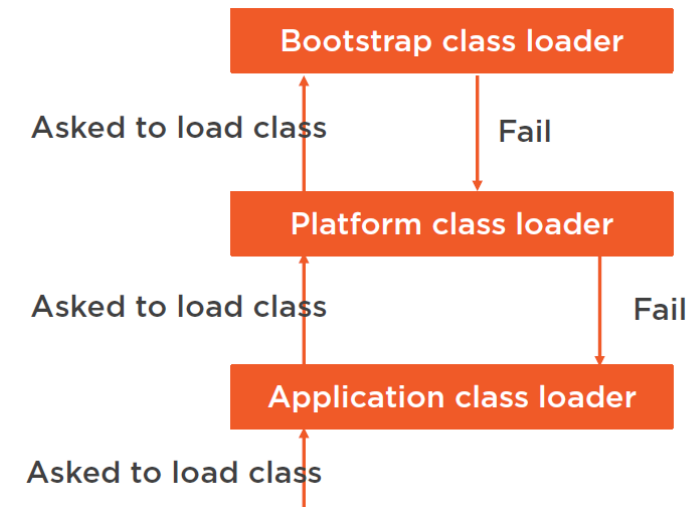 Bootstrap class loader
Asked to load class
Fail
Platform class loader
Asked to load class
Fail
Application class loader
Asked to load class